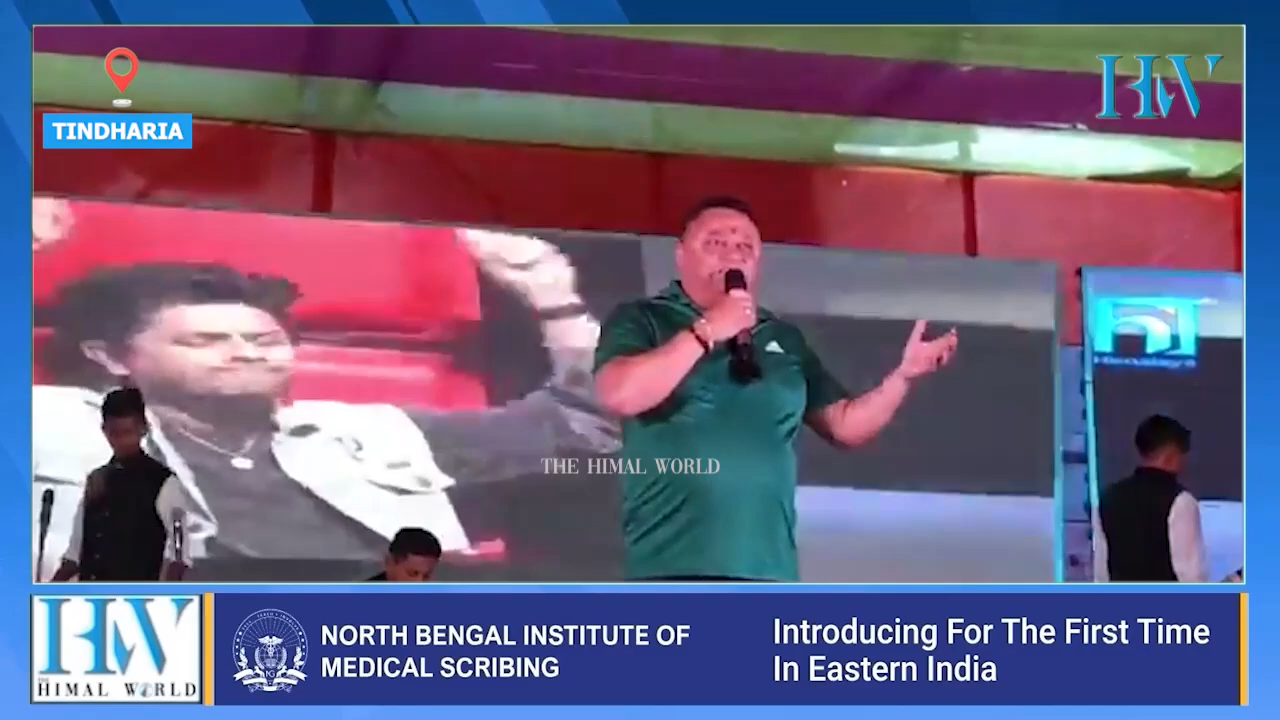 TINDHARIA
HW
THE HIMAL WORLD
HW
THE
HIMAL WORLD
NORTH BENGAL INSTITUTE OF
MEDICAL SCRIBING
Introducing For The First Time
In Eastern India